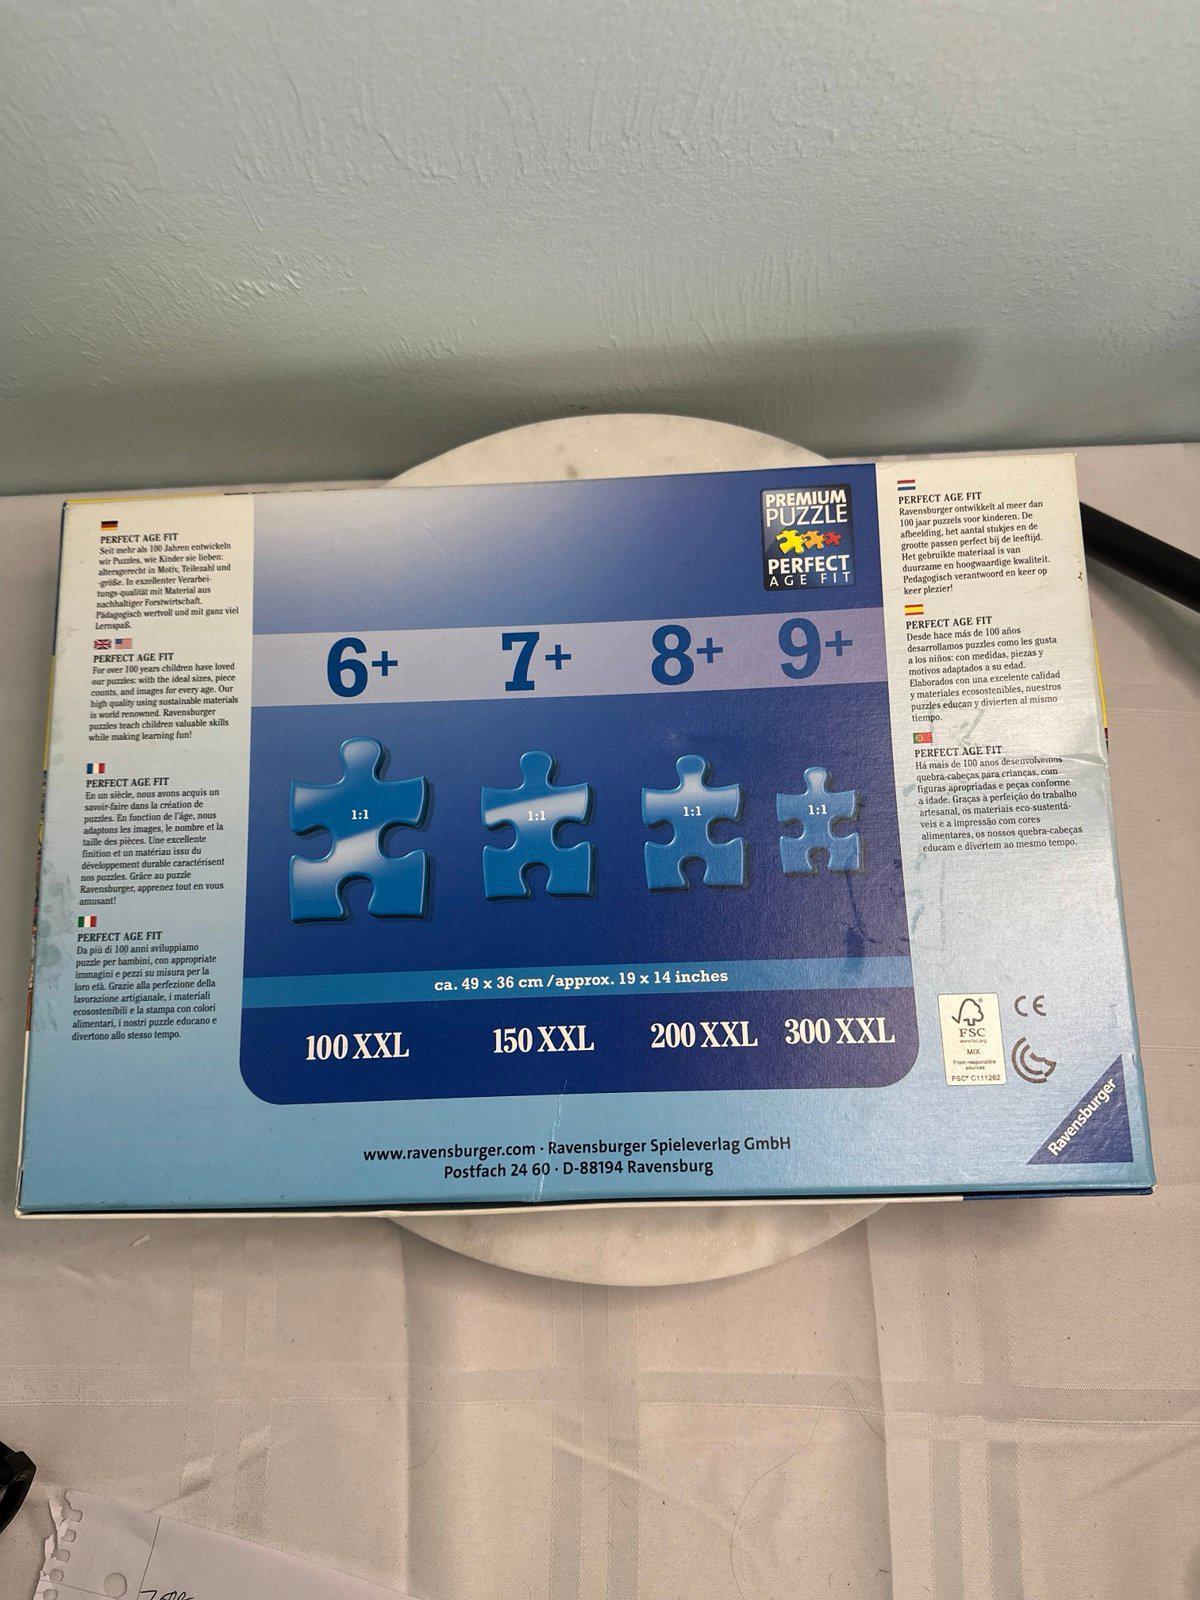 PERFECT AGE FIT
Seit mehr als 100 Jahren entwickeln
wir Puzzles, wie Kinder sie lieben:
altersgerecht in Motiv, Teilezahl und
-größe. In exzellenter Verarbei-
tungs-qualität mit Material aus
nachhaltiger Forstwirtschaft.
Pädagogisch wertvoll und mit ganz viel
Lernspaß.
PERFECT AGE FIT
For over 100 years children have loved
our puzzles: with the ideal sizes, piece
counts, and images for every age. Our
high quality using sustainable materials
is world renowned. Ravensburger
puzzles teach children valuable skills
while making learning fun!
PERFECT AGE FIT
En un siècle, nous avons acquis un
savoir-faire dans la création de
puzzles. En fonction de l'âge, nous
adaptons les images, le nombre et la
taille des pièces. Une excellente
finition et un matériau issu du
développement durable caractérisent
nos puzzles. Grâce au puzzle
Ravensburger, apprenez tout en vous
amusant!
PERFECT AGE FIT
Da più di 100 anni sviluppiamo
puzzle per bambini, con appropriate
immagini e pezzi su misura per la
loro età. Grazie alla perfezione della
lavorazione artigianale, i materiali
ecosostenibili e la stampa con colori
alimentari, i nostri puzzle educano e
divertono allo stesso tempo.
PREMIUM
PUZZLE
PERFECT
AGE FIT
6+ 7+ 8+ 9+
1:1 1:1 1:1 1:1
ca. 49 x 36 cm /approx. 19 x 14 inches
100 XXL 150 XXL 200 XXL 300 XXL
www.ravensburger.com · Ravensburger Spieleverlag GmbH
Postfach 24 60 · D-88194 Ravensburg
PERFECT AGE FIT
Ravensburger ontwikkelt al meer dan
100 jaar puzzels voor kinderen. De
afbeelding, het aantal stukjes en de
grootte passen perfect bij de leeftijd.
Het gebruikte materiaal is van
duurzame en hoogwaardige kwaliteit.
Pedagogisch verantwoord en keer op
keer plezier!
PERFECT AGE FIT
Desde hace más de 100 años
desarrollamos puzzles como les gusta
a los niños: con medidas, piezas y
motivos adaptados a su edad.
Elaborados con una excelente calidad
y materiales ecosostenibles, nuestros
puzzles educan y divierten al mismo
tiempo.
PERFECT AGE FIT
Há mais de 100 anos desenvolvemos
quebra-cabeças para crianças, com
figuras apropriadas e peças conforme
a idade. Graças à perfeição do trabalho
artesanal, os materiais eco-sustentá-
veis e a impressão com cores
alimentares, os nossos quebra-cabeças
educam e divertem ao mesmo tempo.
FSC
www.fsc.org
MIX
From responsible
sources
FSC® C111262
CE
Ravensburger